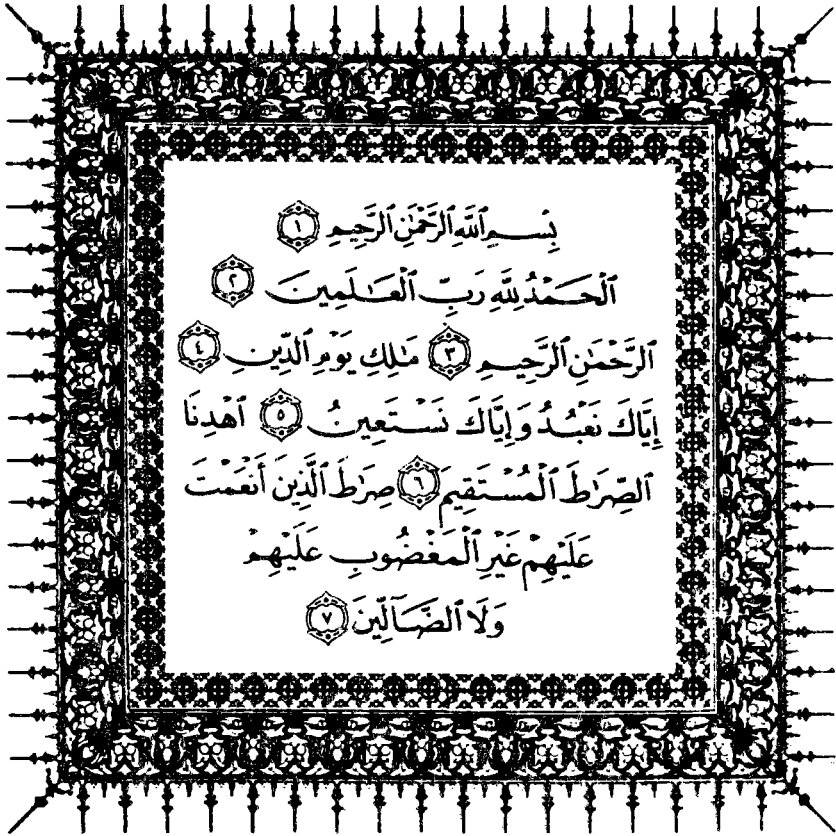 بِسْمِ ٱللَّهِ ٱلرَّحْمَٰنِ ٱلرَّحِيمِ ١
ٱلْحَمْدُ لِلَّهِ رَبِّ ٱلْعَٰلَمِينَ ٢
ٱلرَّحْمَٰنِ ٱلرَّحِيمِ ٣ مَٰلِكِ يَوْمِ ٱلدِّينِ ٤
إِيَّاكَ نَعْبُدُ وَإِيَّاكَ نَسْتَعِينُ ٥ ٱهْدِنَا
ٱلصِّرَٰطَ ٱلْمُسْتَقِيمَ ٦ صِرَٰطَ ٱلَّذِينَ أَنْعَمْتَ
عَلَيْهِمْ غَيْرِ ٱلْمَغْضُوبِ عَلَيْهِمْ
وَلَا ٱلضَّآلِّينَ ٧